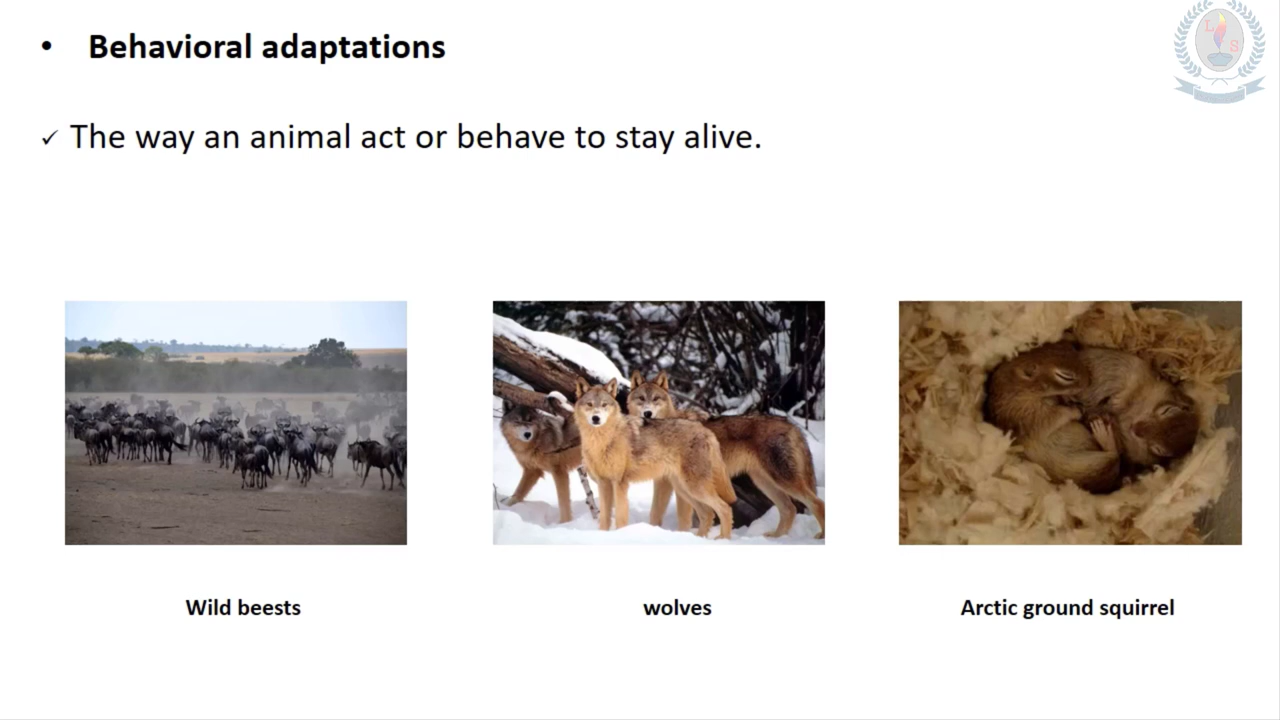 • Behavioral adaptations
L
S
✓ The way an animal act or behave to stay alive.
Wild beests
wolves
Arctic ground squirrel